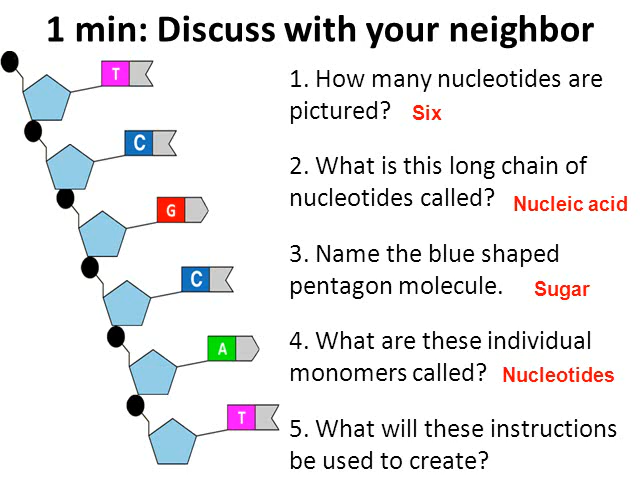 1 min: Discuss with your neighbor
T
C
G
C
A
T
1. How many nucleotides are
pictured? Six
2. What is this long chain of
nucleotides called? Nucleic acid
3. Name the blue shaped
pentagon molecule. Sugar
4. What are these individual
monomers called? Nucleotides
5. What will these instructions
be used to create?